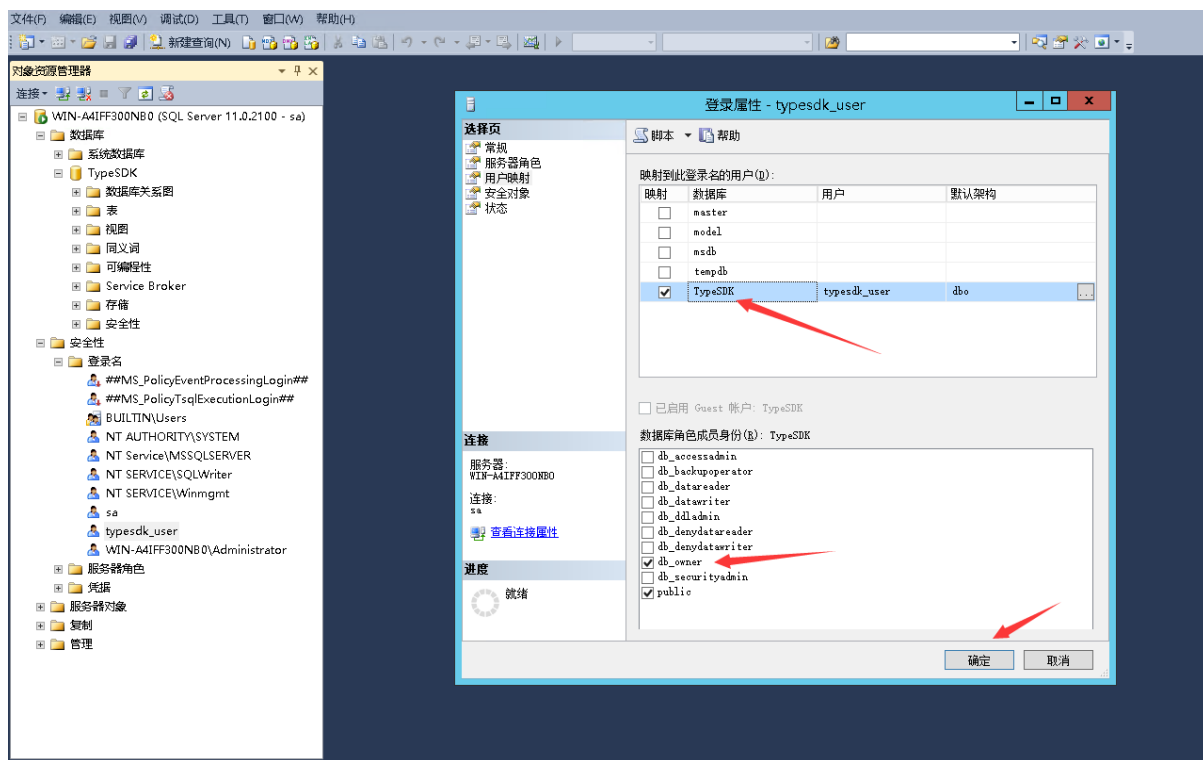 文件(F) 编辑(E) 视图(V) 调试(D) 工具(T) 窗口(W) 帮助(H)
新建查询(N)
对象资源管理器
连接
WIN-A4IFF300NB0 (SQL Server 11.0.2100 - sa)
数据库
系统数据库
TypeSDK
数据库关系图
表
视图
同义词
可编程性
Service Broker
存储
安全性
安全性
登录名
##MS_PolicyEventProcessingLogin##
##MS_PolicyTsqlExecutionLogin##
BUILTIN\Users
NT AUTHORITY\SYSTEM
NT Service\MSSQLSERVER
NT SERVICE\SQLWriter
NT SERVICE\Winmgmt
sa
typesdk_user
WIN-A4IFF300NB0\Administrator
服务器角色
凭据
服务器对象
复制
管理
登录属性 - typesdk_user
选择页
常规
服务器角色
用户映射
安全对象
状态
连接
服务器:
WIN-A4IFF300NB0
连接:
sa
查看连接属性
进度
就绪
脚本 帮助
映射到此登录名的用户(D):
映射 数据库 用户 默认架构
master
model
msdb
tempdb
TypeSDK typesdk_user dbo ...
已启用 Guest 帐户: TypeSDK
数据库角色成员身份(R): TypeSDK
db_accessadmin
db_backupoperator
db_datareader
db_datawriter
db_ddladmin
db_denydatareader
db_denydatawriter
db_owner
db_securityadmin
public
确定 取消